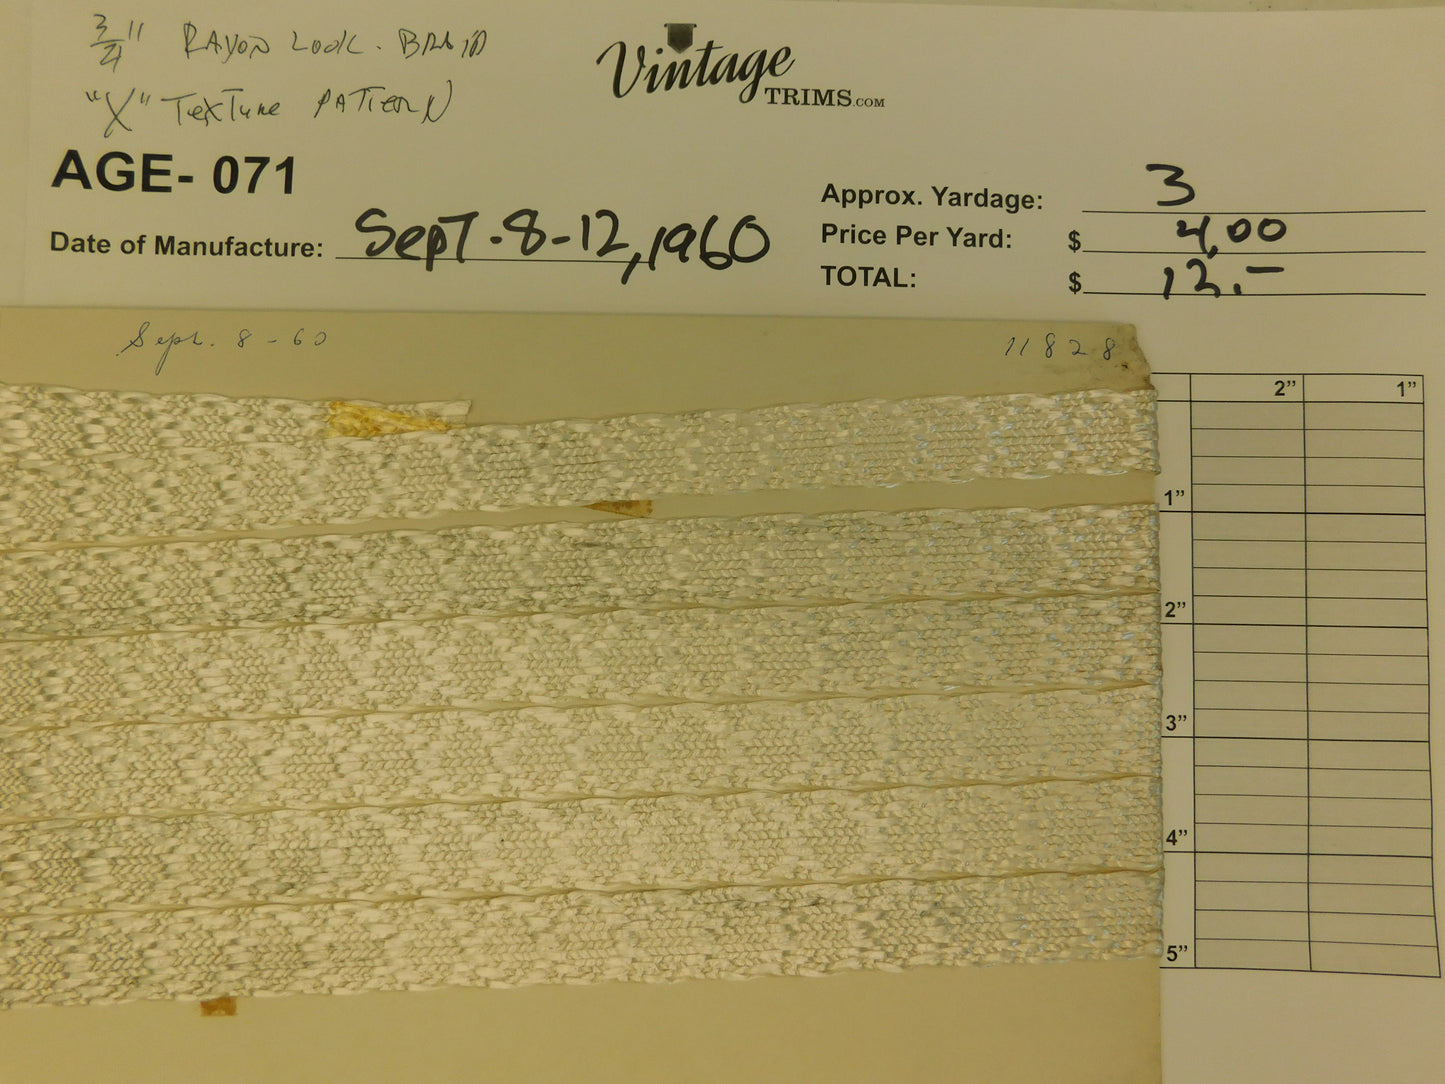 3/4" RAYON LOOK. BRAID
"X" TexTure PATTERN
Vintage
TRIMS.COM
AGE- 071
Date of Manufacture: SepT.8-12,1960
Approx. Yardage: 3
Price Per Yard: $ 4.00
TOTAL: $ 12.-
Sept. 8-60
11828
2” 1”
1”
2”
3”
4”
5”